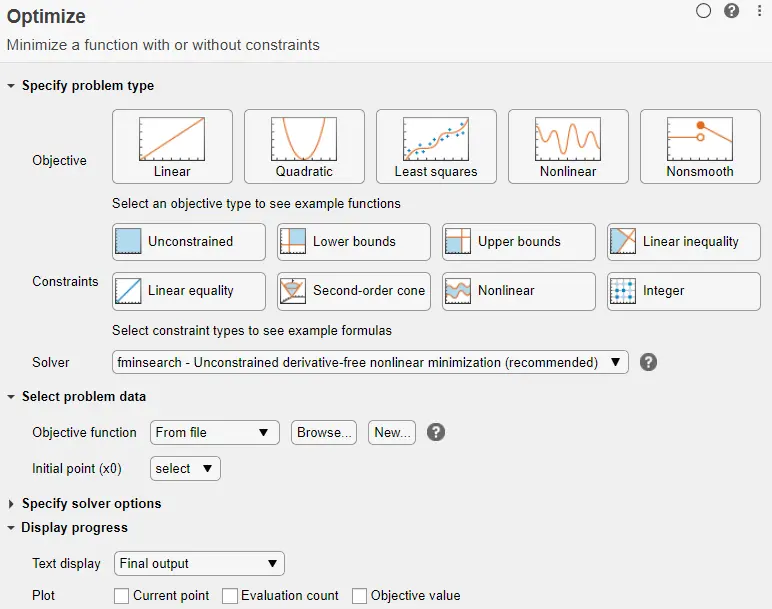 Optimize
Minimize a function with or without constraints
Specify problem type
Objective
Linear
Quadratic
Least squares
Nonlinear
Nonsmooth
Select an objective type to see example functions
Constraints
Unconstrained
Lower bounds
Upper bounds
Linear inequality
Linear equality
Second-order cone
Nonlinear
Integer
Select constraint types to see example formulas
Solver
fminsearch - Unconstrained derivative-free nonlinear minimization (recommended)
Select problem data
Objective function
From file
Browse...
New...
Initial point (x0)
select
Specify solver options
Display progress
Text display
Final output
Plot
Current point
Evaluation count
Objective value